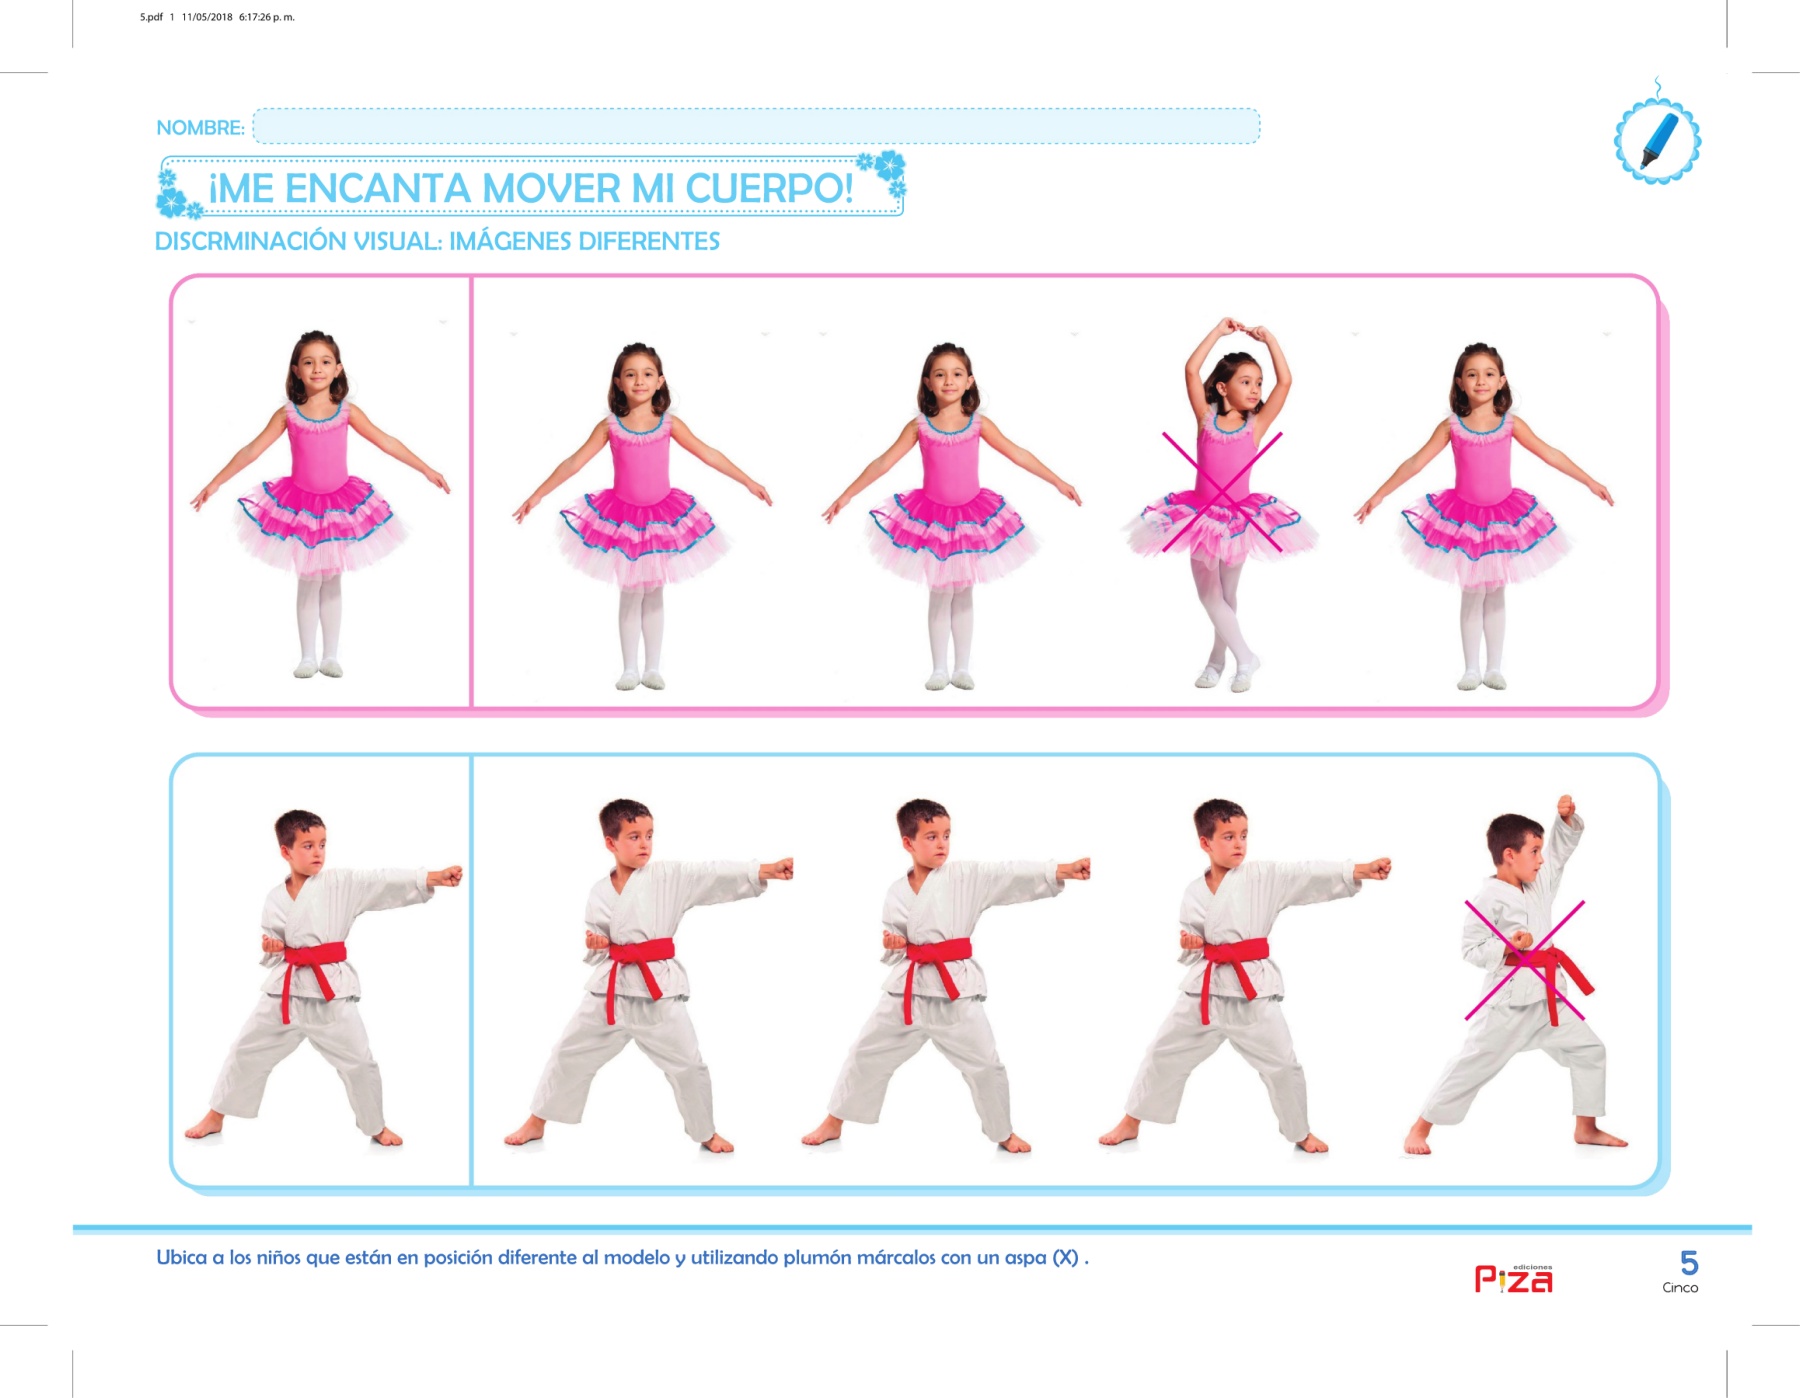 5.pdf 1 11/05/2018 6:17:26 p. m.
NOMBRE:
¡ME ENCANTA MOVER MI CUERPO!
DISCRMINACIÓN VISUAL: IMÁGENES DIFERENTES
Ubica a los niños que están en posición diferente al modelo y utilizando plumón márcalos con un aspa (X) .
ediciones
Piza
5
Cinco